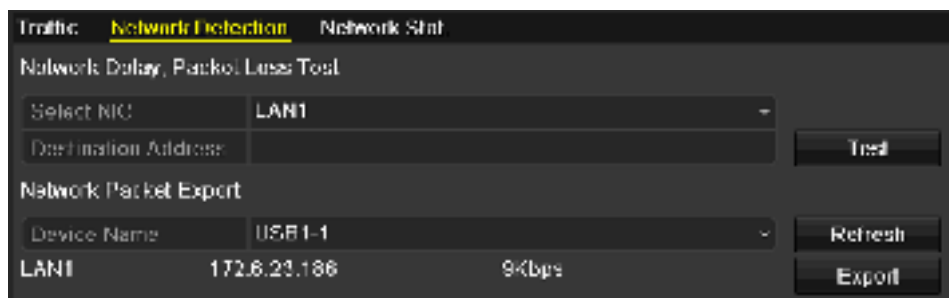 Traffic Network Detection Network Stat.
Network Delay, Packet Loss Test
Select NIC LAN1
Destination Address Test
Network Packet Export
Device Name USB1-1 Refresh
LAN1 172.6.23.186 9Kbps Export